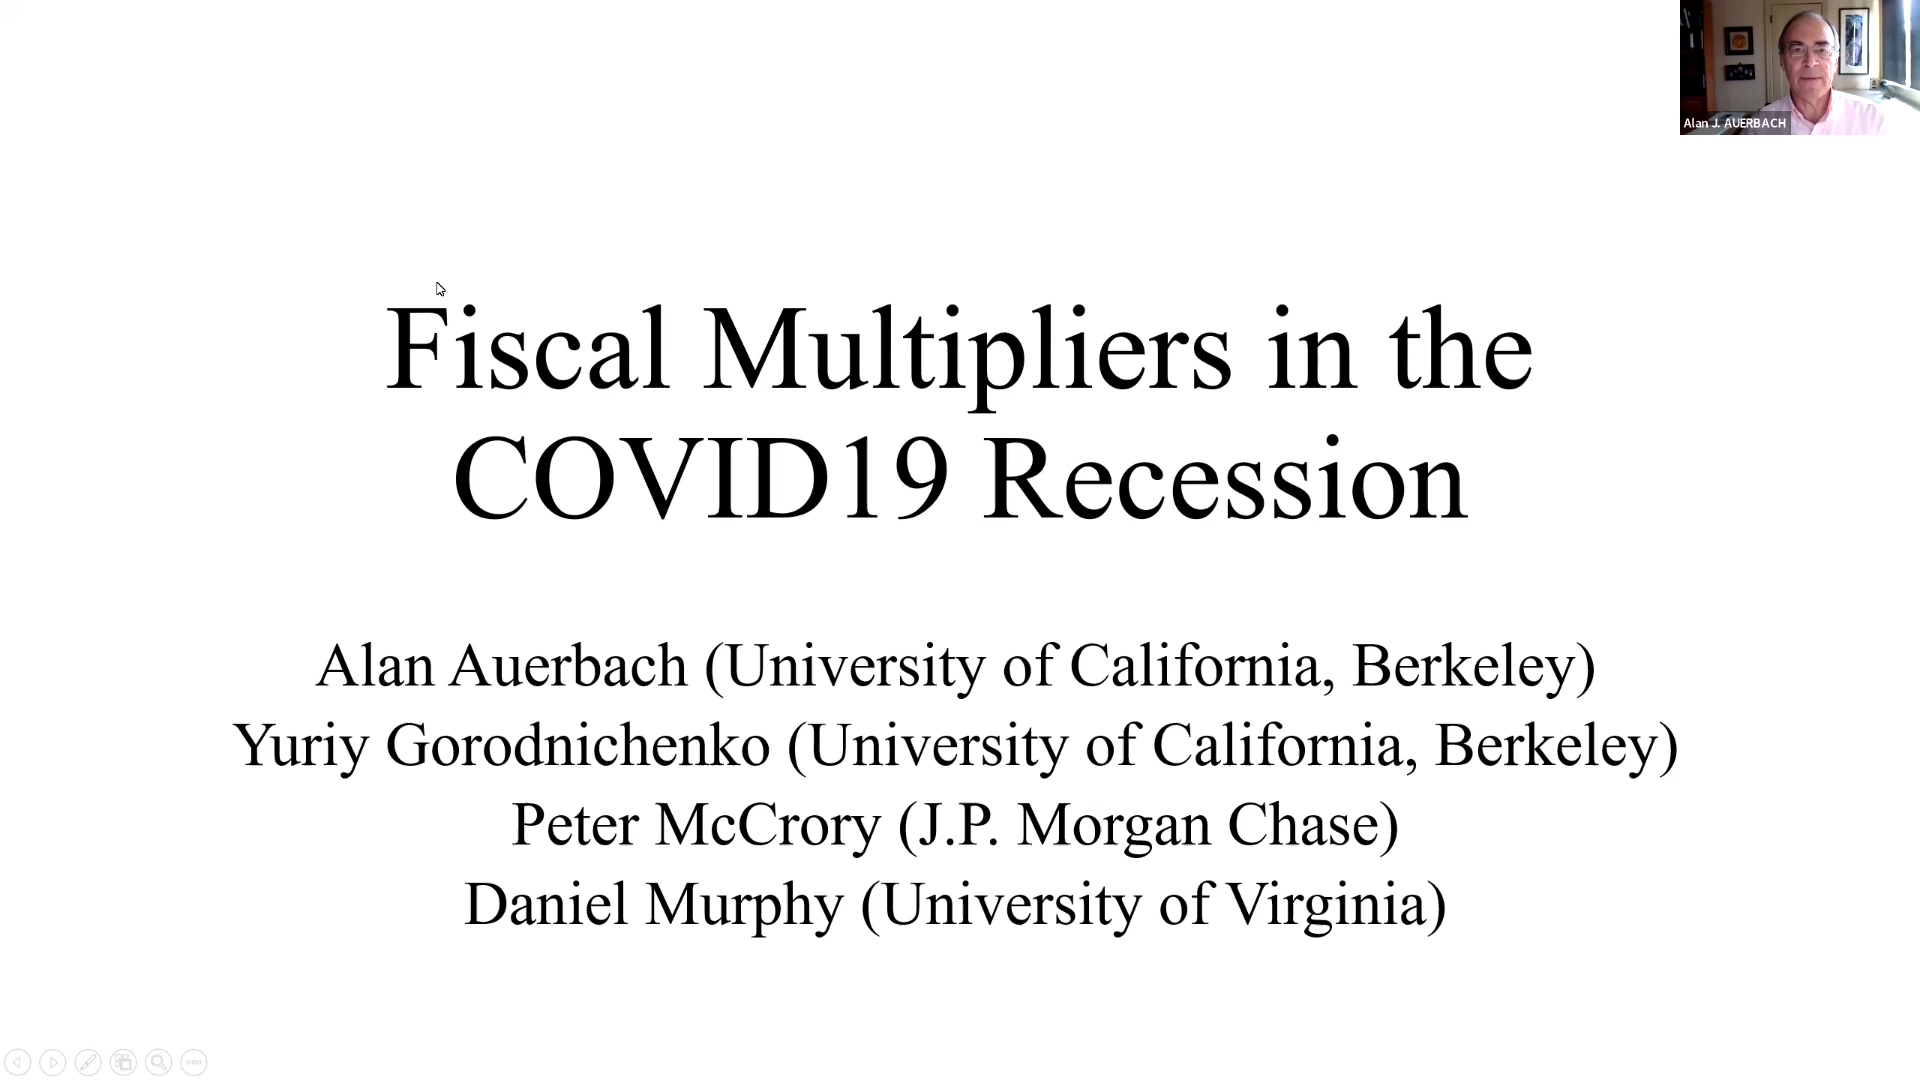 Alan J. AUERBACH
Fiscal Multipliers in the
COVID19 Recession
Alan Auerbach (University of California, Berkeley)
Yuriy Gorodnichenko (University of California, Berkeley)
Peter McCrory (J.P. Morgan Chase)
Daniel Murphy (University of Virginia)